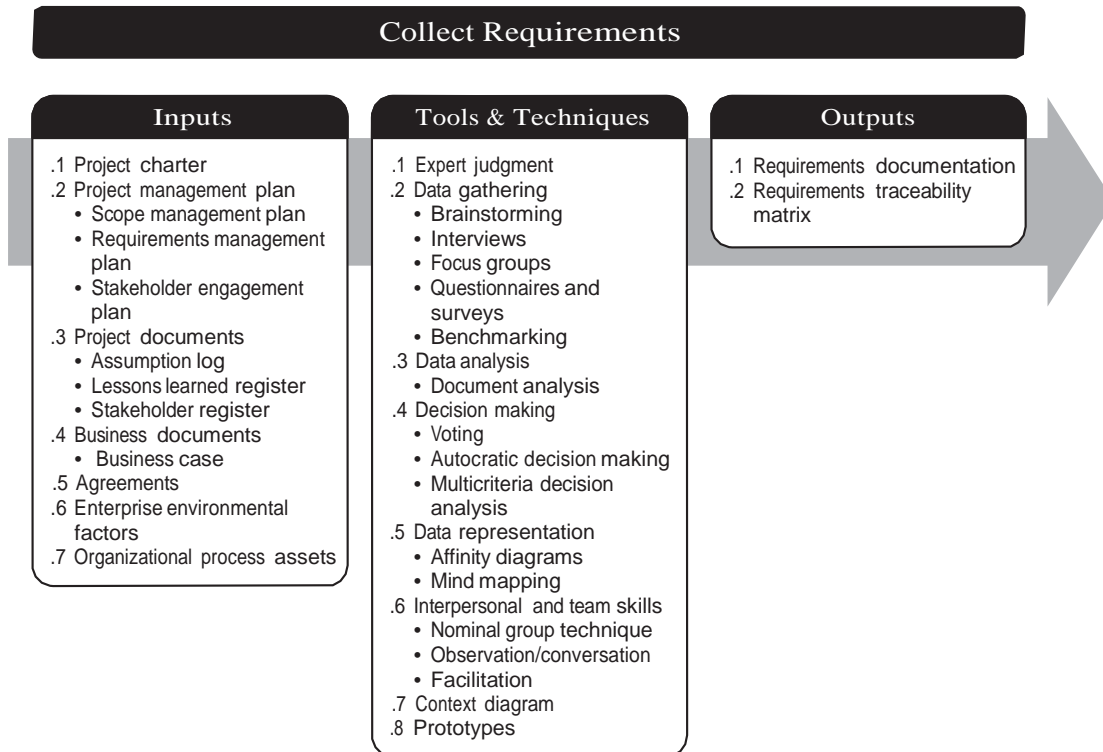 Collect Requirements
Inputs
.1 Project charter
.2 Project management plan
• Scope management plan
• Requirements management
plan
• Stakeholder engagement
plan
.3 Project documents
• Assumption log
• Lessons learned register
• Stakeholder register
.4 Business documents
• Business case
.5 Agreements
.6 Enterprise environmental
factors
.7 Organizational process assets
Tools & Techniques
.1 Expert judgment
.2 Data gathering
• Brainstorming
• Interviews
• Focus groups
• Questionnaires and
surveys
• Benchmarking
.3 Data analysis
• Document analysis
.4 Decision making
• Voting
• Autocratic decision making
• Multicriteria decision
analysis
.5 Data representation
• Affinity diagrams
• Mind mapping
.6 Interpersonal and team skills
• Nominal group technique
• Observation/conversation
• Facilitation
.7 Context diagram
.8 Prototypes
Outputs
.1 Requirements documentation
.2 Requirements traceability
matrix